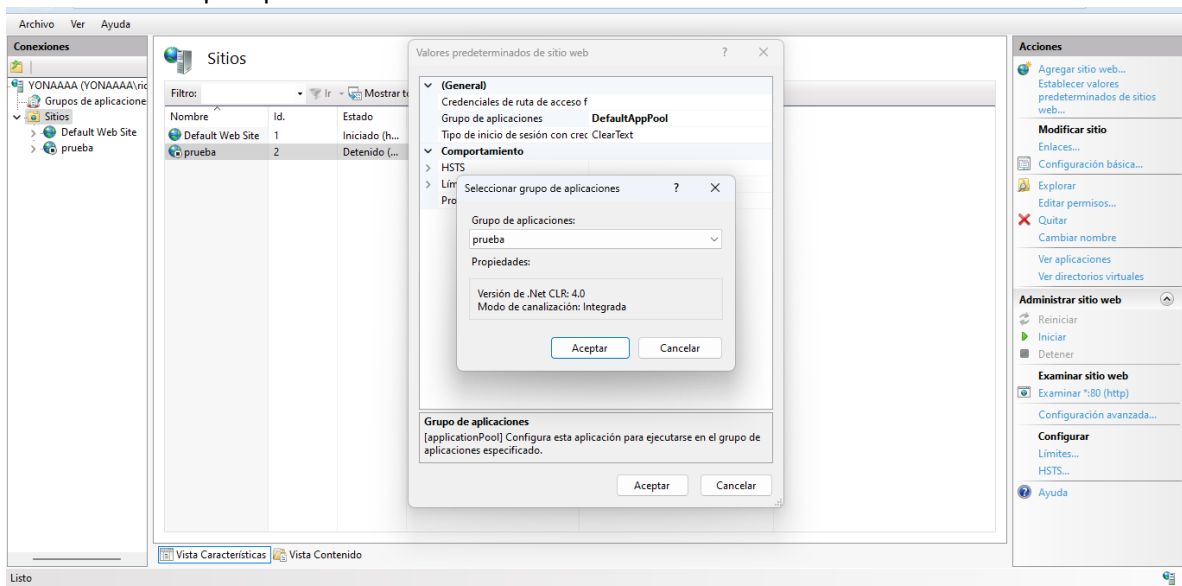 Archivo Ver Ayuda
Conexiones
YONAAAA (YONAAAA\ric
Grupos de aplicacione
Sitios
Default Web Site
prueba
Sitios
Filtro: Ir Mostrar to
Nombre Id. Estado
Default Web Site 1 Iniciado (h...
prueba 2 Detenido (...
Valores predeterminados de sitio web ? X
(General)
Credenciales de ruta de acceso f
Grupo de aplicaciones DefaultAppPool
Tipo de inicio de sesión con crec ClearText
Comportamiento
HSTS
Lím
Pro
Seleccionar grupo de aplicaciones ? X
Grupo de aplicaciones:
prueba
Propiedades:
Versión de .Net CLR: 4.0
Modo de canalización: Integrada
Aceptar Cancelar
Grupo de aplicaciones
[applicationPool] Configura esta aplicación para ejecutarse en el grupo de
aplicaciones especificado.
Aceptar Cancelar
Vista Características Vista Contenido
Acciones
Agregar sitio web...
Establecer valores
predeterminados de sitios
web...
Modificar sitio
Enlaces...
Configuración básica...
Explorar
Editar permisos...
Quitar
Cambiar nombre
Ver aplicaciones
Ver directorios virtuales
Administrar sitio web
Reiniciar
Iniciar
Detener
Examinar sitio web
Examinar *:80 (http)
Configuración avanzada...
Configurar
Límites...
HSTS...
Ayuda
Listo